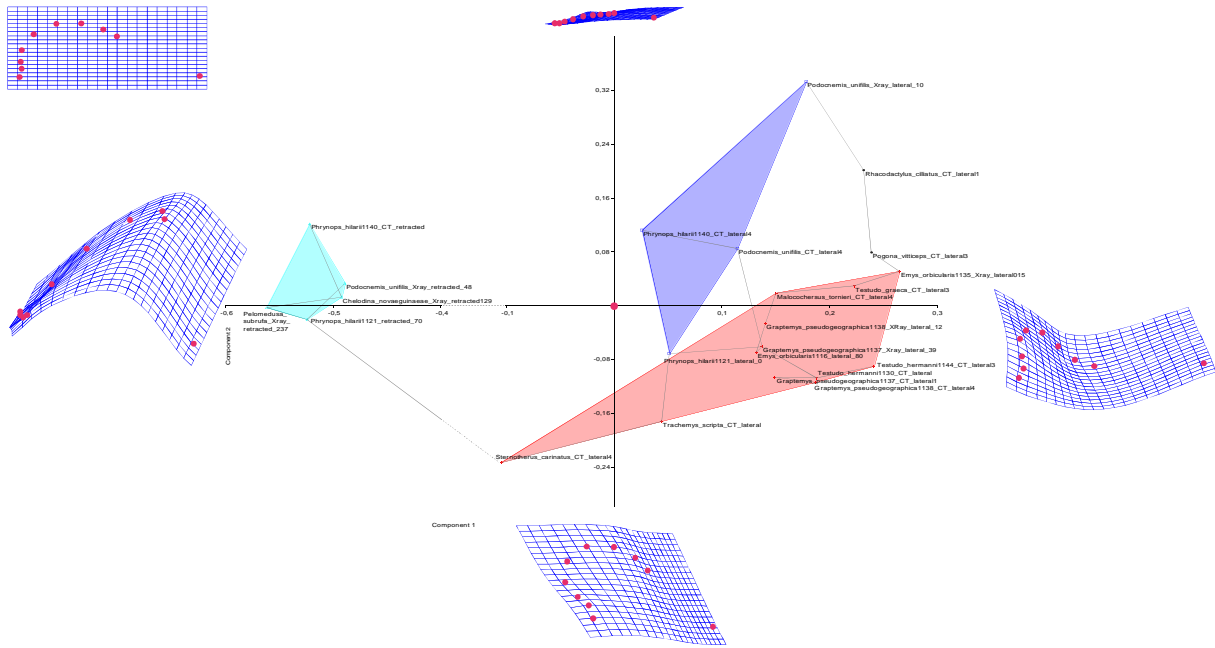 Podocnemis_unifilis_Xray_lateral_10
0,32
0,24
Rhacodactylus_ciliatus_CT_lateral1
0,16
Phrynops_hilarii1140_CT_retracted
Phrynops_hilarii1140_CT_lateral4
0,08
Podocnemis_unifilis_CT_lateral4
Pogona_vitticeps_CT_lateral3
Emys_orbicularis1135_Xray_lateral015
Podocnemis_unifilis_Xray_retracted_48
Testudo_graeca_CT_lateral3
Malocochersus_tornieri_CT_lateral4
Chelodina_novaeguinaeae_Xray_retracted129
-0,6
-0,5
-0,4
-0,1
0,1
0,2
0,3
Pelomedusa_
subrufa_Xray_
retracted_237
Phrynops_hilarii1121_retracted_70
Graptemys_pseudogeographica1138_XRay_lateral_12
Component 2
Graptemys_pseudogeographica1137_Xray_lateral_39
Emys_orbicularis1116_lateral_80
-0,08
Phrynops_hilarii1121_lateral_0
Testudo_hermanni1144_CT_lateral3
Testudo_hermanni1130_CT_lateral
Graptemys_pseudogeographica1137_CT_lateral1
Graptemys_pseudogeographica1138_CT_lateral4
-0,16
Trachemys_scripta_CT_lateral
Sternotherus_carinatus_CT_lateral4
-0,24
Component 1